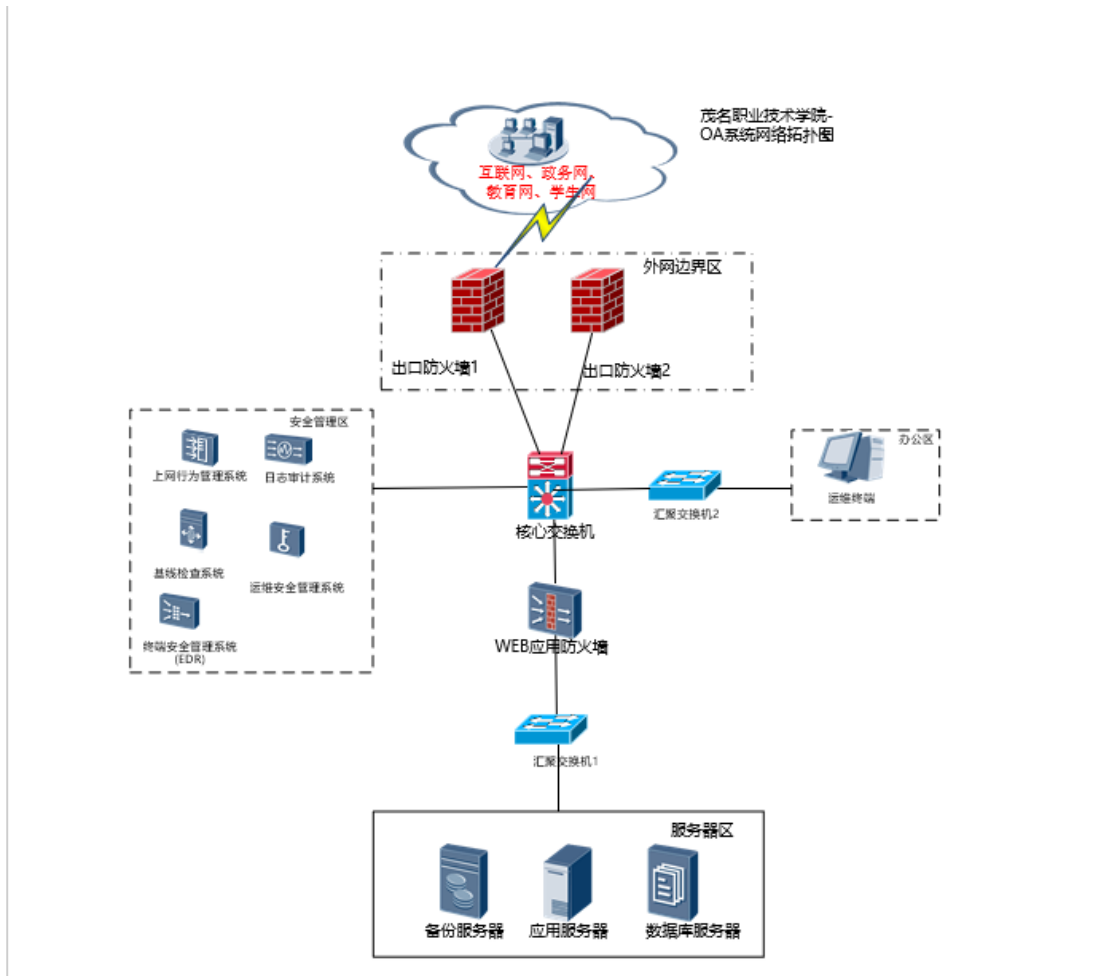 茂名职业技术学院-
OA系统网络拓扑图
互联网、政务网、
教育网、学生网
外网边界区
出口防火墙1
出口防火墙2
安全管理区
上网行为管理系统
日志审计系统
基线检查系统
运维安全管理系统
终端安全管理系统
(EDR)
核心交换机
汇聚交换机2
办公区
运维终端
WEB应用防火墙
汇聚交换机1
服务器区
备份服务器
应用服务器
数据库服务器